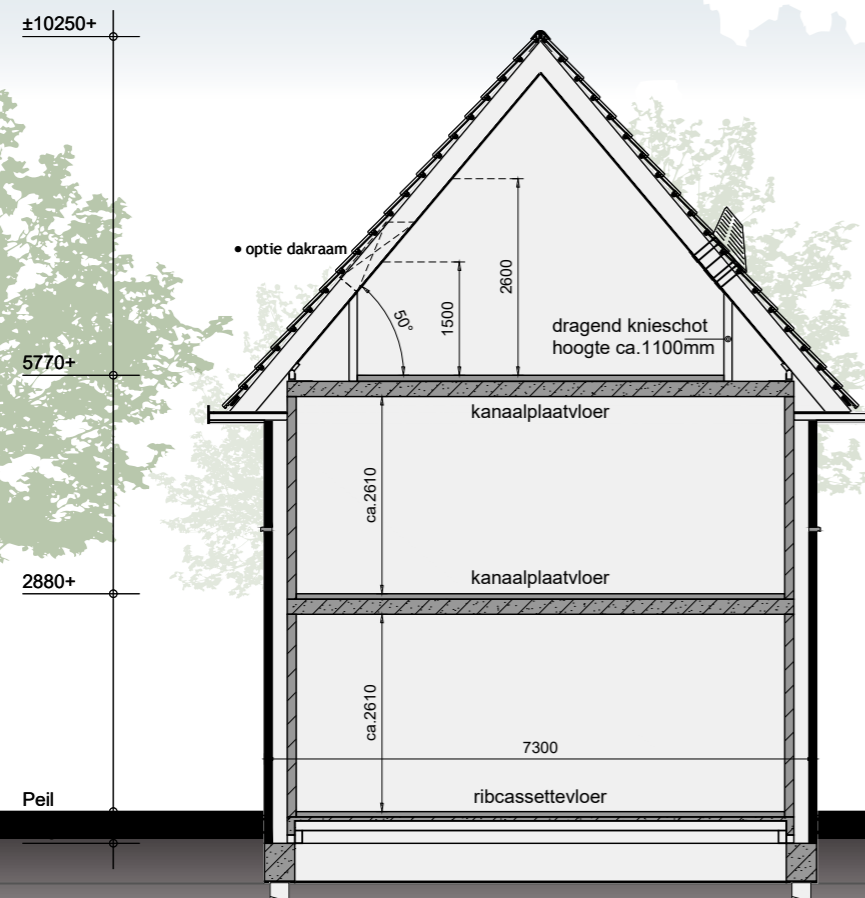 ±10250+
• optie dakraam
2600
1500
50°
dragend knieschot
hoogte ca.1100mm
5770+
kanaalplaatvloer
ca.2610
kanaalplaatvloer
2880+
ca.2610
7300
Peil
ribcassettevloer